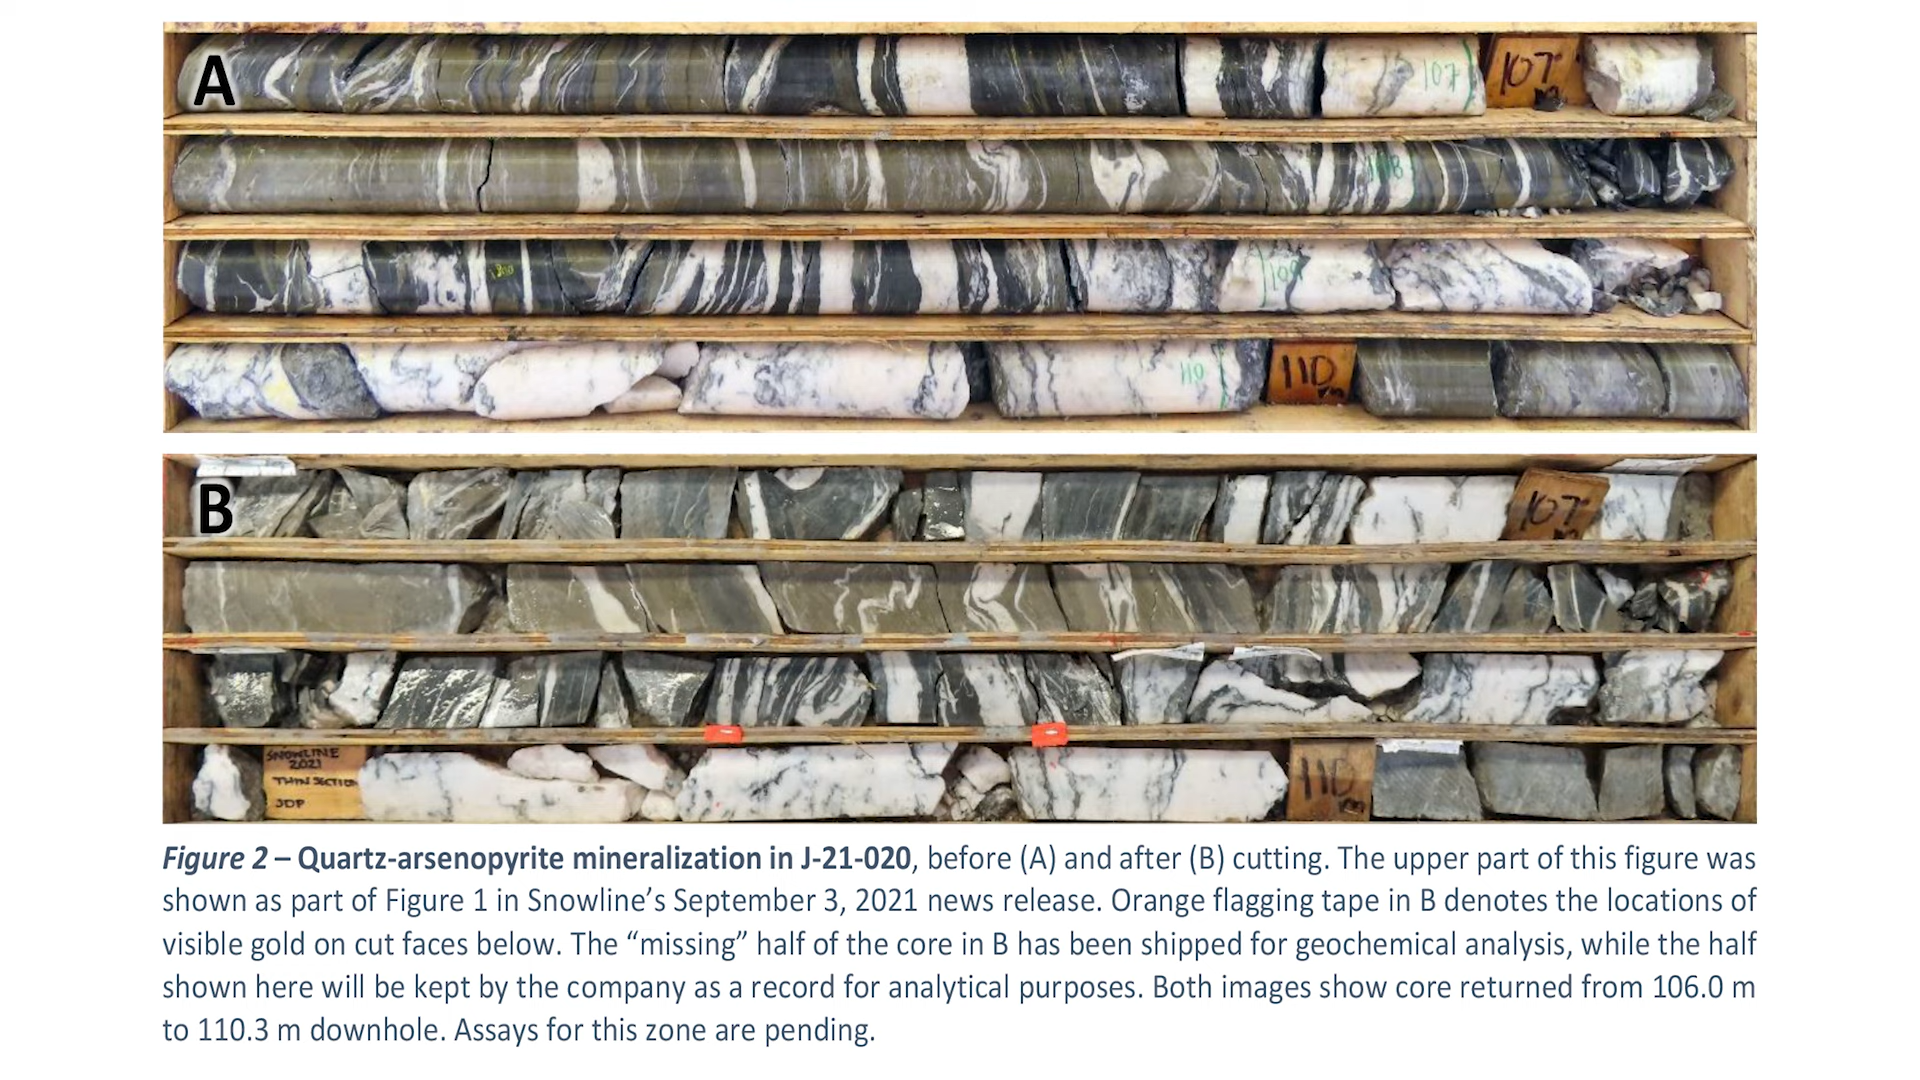 A
107
107
m
108
109
110
110
m
B
107
m
SNOWLINE
2021
THIN SECTION
JDP
110
m
Figure 2 – Quartz-arsenopyrite mineralization in J-21-020, before (A) and after (B) cutting. The upper part of this figure was
shown as part of Figure 1 in Snowline’s September 3, 2021 news release. Orange flagging tape in B denotes the locations of
visible gold on cut faces below. The “missing” half of the core in B has been shipped for geochemical analysis, while the half
shown here will be kept by the company as a record for analytical purposes. Both images show core returned from 106.0 m
to 110.3 m downhole. Assays for this zone are pending.